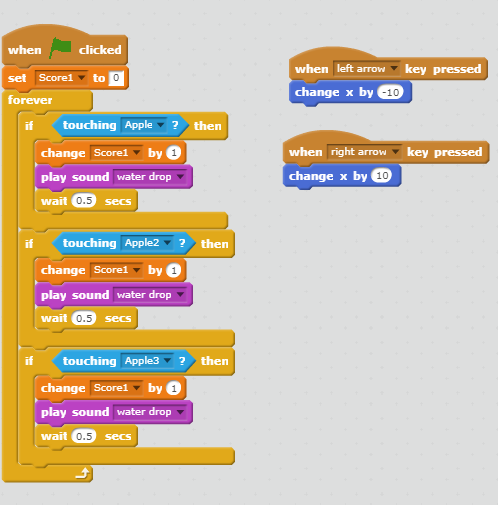 when clicked
set Score1 to 0
forever
if touching Apple ? then
change Score1 by 1
play sound water drop
wait 0.5 secs
if touching Apple2 ? then
change Score1 by 1
play sound water drop
wait 0.5 secs
if touching Apple3 ? then
change Score1 by 1
play sound water drop
wait 0.5 secs
when left arrow key pressed
change x by -10
when right arrow key pressed
change x by 10